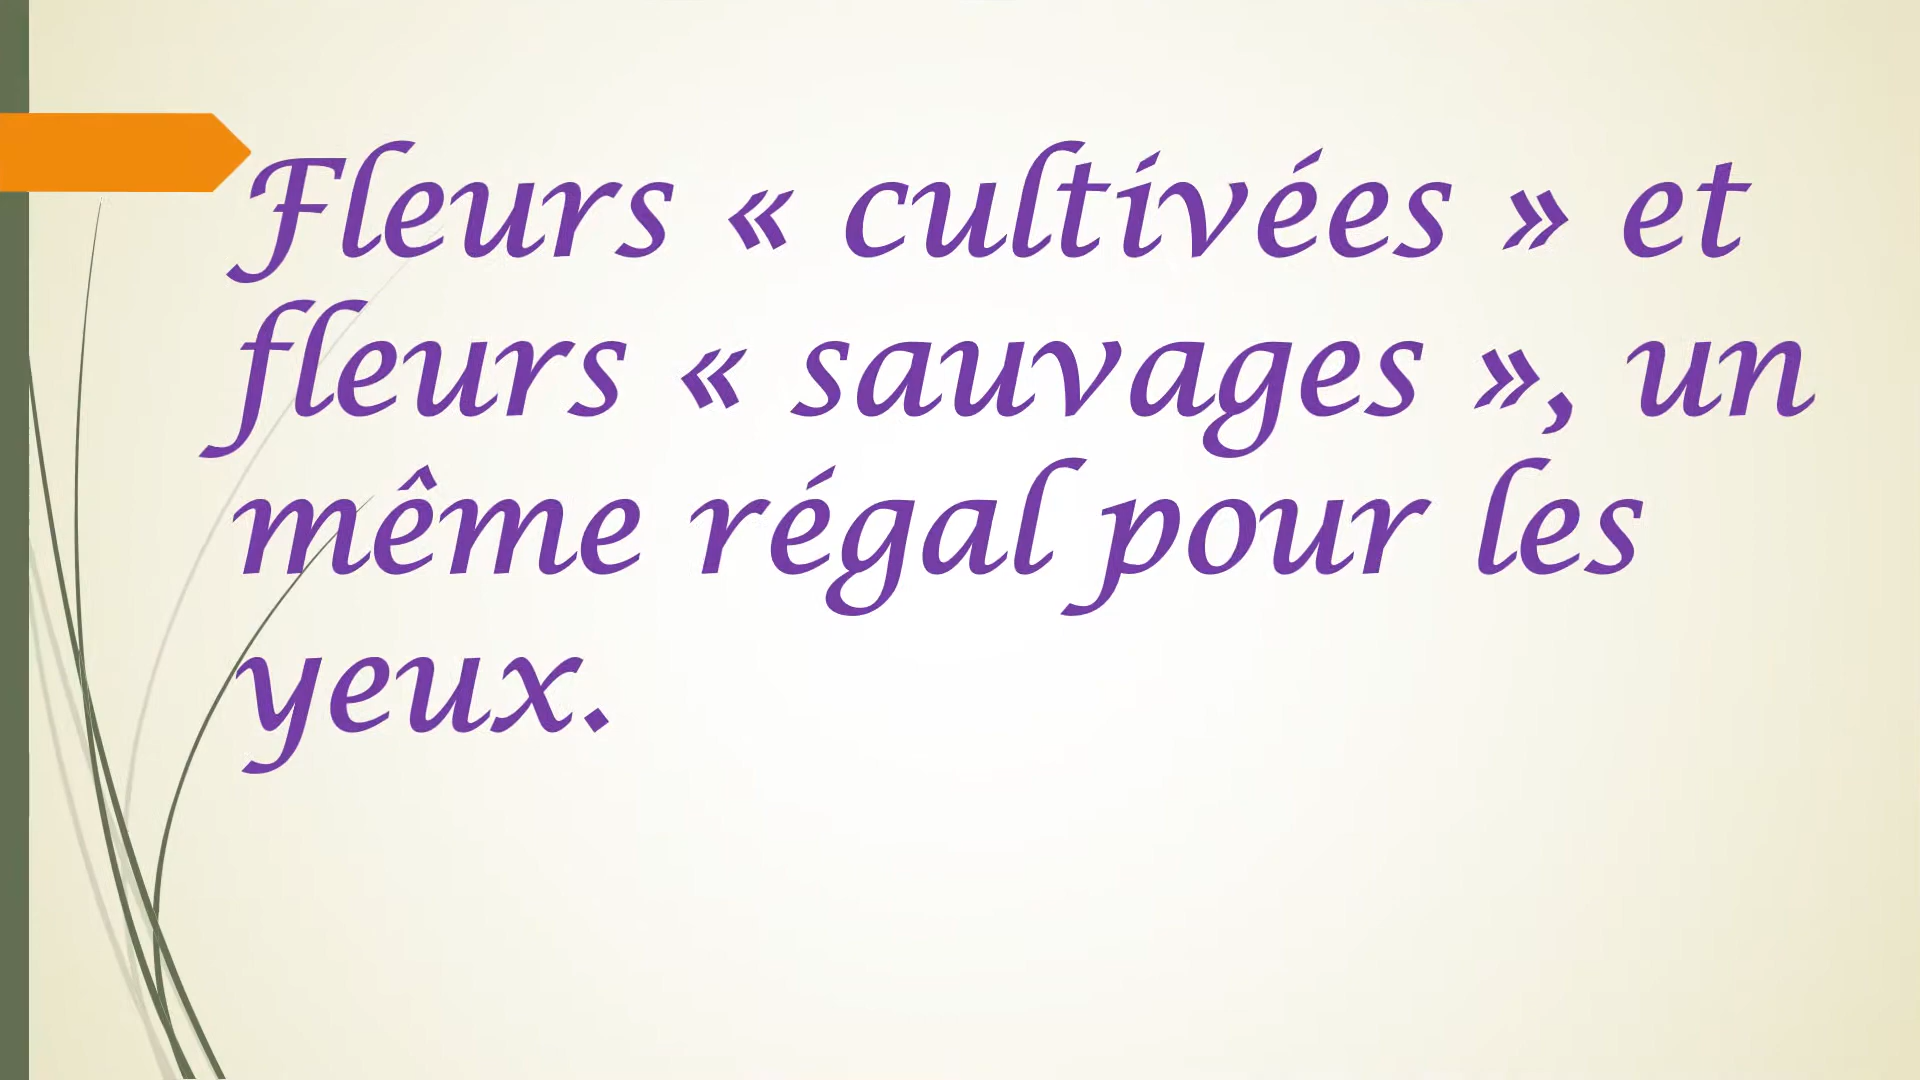 Fleurs « cultivées » et
fleurs « sauvages », un
même régal pour les
yeux.